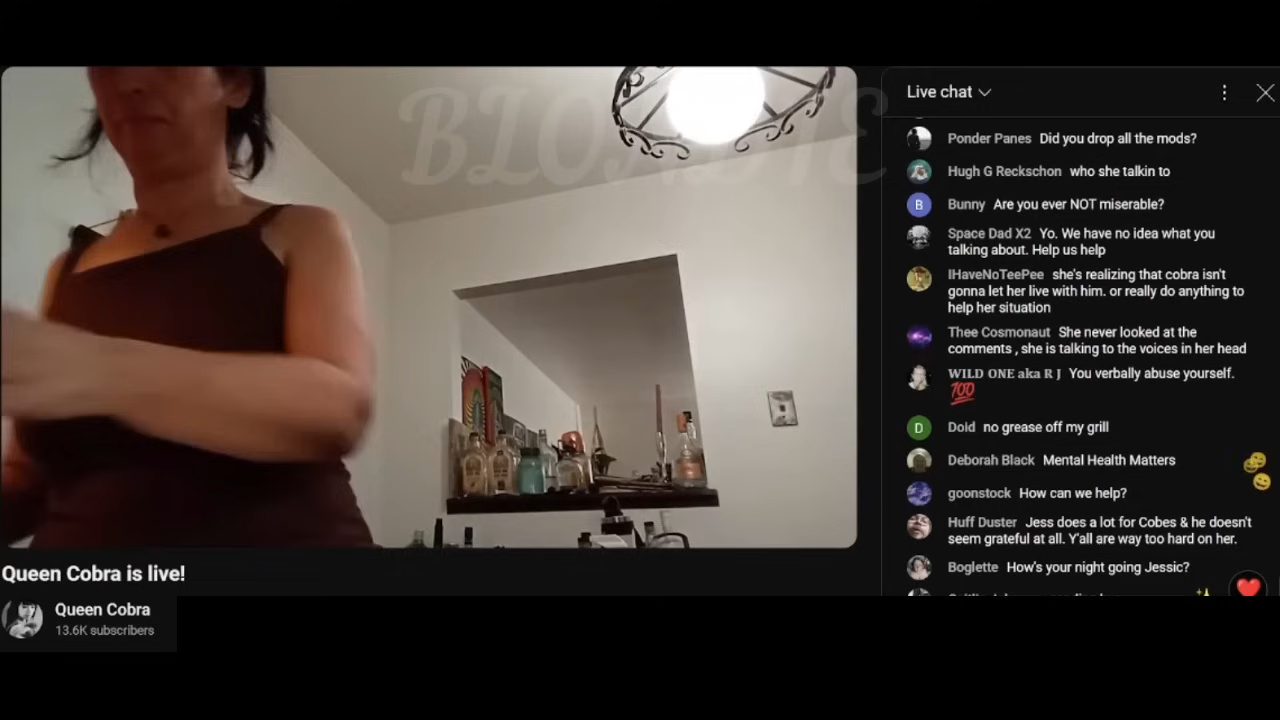 BLONDIE
Live chat
Ponder Panes Did you drop all the mods?
Hugh G Reckschon who she talkin to
B
Bunny Are you ever NOT miserable?
Space Dad X2 Yo. We have no idea what you
talking about. Help us help
IHaveNoTeePee she's realizing that cobra isn't
gonna let her live with him. or really do anything to
help her situation
Thee Cosmonaut She never looked at the
comments , she is talking to the voices in her head
WILD ONE aka R J You verbally abuse yourself.
100
D
Doid no grease off my grill
Deborah Black Mental Health Matters
goonstock How can we help?
Huff Duster Jess does a lot for Cobes & he doesn't
seem grateful at all. Y'all are way too hard on her.
Boglette How's your night going Jessic?
Queen Cobra is live!
Queen Cobra
13.6K subscribers